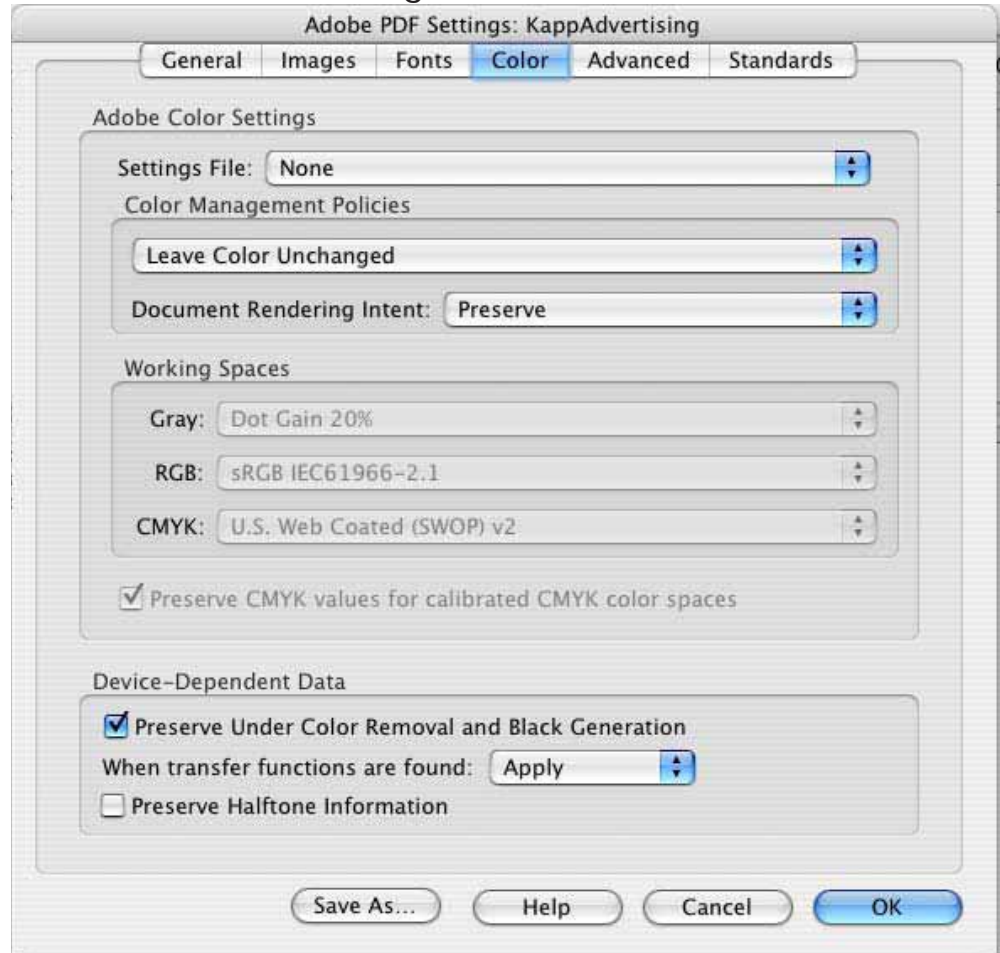 Adobe PDF Settings: KappAdvertising
General Images Fonts Color Advanced Standards
Adobe Color Settings
Settings File: None
Color Management Policies
Leave Color Unchanged
Document Rendering Intent: Preserve
Working Spaces
Gray: Dot Gain 20%
RGB: sRGB IEC61966-2.1
CMYK: U.S. Web Coated (SWOP) v2
Preserve CMYK values for calibrated CMYK color spaces
Device-Dependent Data
Preserve Under Color Removal and Black Generation
When transfer functions are found: Apply
Preserve Halftone Information
Save As... Help Cancel OK